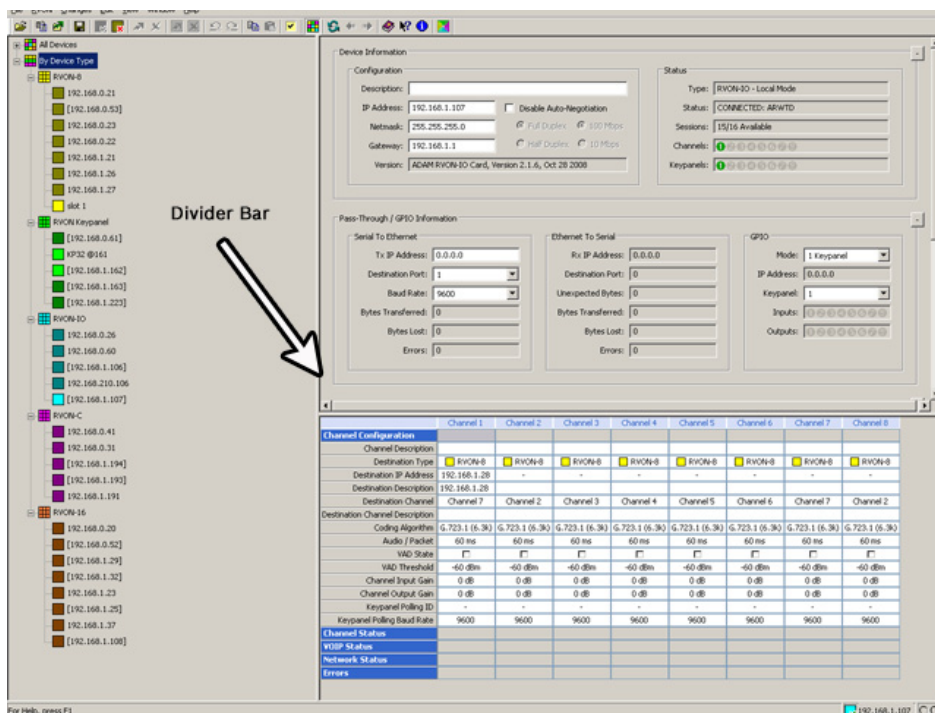 File RVON Changes Edit View Window Help
All Devices
By Device Type
RVON-8
192.168.0.21
[192.168.0.53]
192.168.0.23
192.168.0.22
192.168.1.21
192.168.1.26
192.168.1.27
slot 1
RVON Keypanel
[192.168.0.61]
KP32 @161
[192.168.1.162]
[192.168.1.163]
[192.168.1.223]
RVON-IO
192.168.0.26
192.168.0.60
[192.168.1.106]
192.168.210.106
[192.168.1.107]
RVON-C
192.168.0.41
192.168.0.31
[192.168.1.194]
[192.168.1.193]
192.168.1.191
RVON-16
192.168.0.20
[192.168.0.52]
[192.168.1.29]
[192.168.1.32]
192.168.1.23
[192.168.1.25]
192.168.1.37
[192.168.1.108]
Divider Bar
Device Information
Configuration
Description:
IP Address: 192.168.1.107 Disable Auto-Negotiation
Netmask: 255.255.255.0 Full Duplex 100 Mbps
Gateway: 192.168.1.1 Half Duplex 10 Mbps
Version: ADAM RVON-IO Card, Version 2.1.6, Oct 28 2008
Status
Type: RVON-IO - Local Mode
Status: CONNECTED: ARWTD
Sessions: 15/16 Available
Channels:
Keypanels:
Pass-Through / GPIO Information
Serial To Ethernet
Tx IP Address: 0.0.0.0
Destination Port: 1
Baud Rate: 9600
Bytes Transferred: 0
Bytes Lost: 0
Errors: 0
Ethernet To Serial
Rx IP Address: 0.0.0.0
Destination Port: 0
Unexpected Bytes: 0
Bytes Transferred: 0
Bytes Lost: 0
Errors: 0
GPIO
Mode: 1 Keypanel
IP Address: 0.0.0.0
Keypanel: 1
Inputs:
Outputs:
Channel 1 Channel 2 Channel 3 Channel 4 Channel 5 Channel 6 Channel 7 Channel 8
Channel Configuration
Channel Description
Destination Type RVON-8 RVON-8 RVON-8 RVON-8 RVON-8 RVON-8 RVON-8 RVON-8
Destination IP Address 192.168.1.28 - - - - - - -
Destination Description 192.168.1.28
Destination Channel Channel 7 Channel 2 Channel 3 Channel 4 Channel 5 Channel 6 Channel 7 Channel 2
Destination Channel Description
Coding Algorithm G.723.1 (6.3k) G.723.1 (6.3k) G.723.1 (6.3k) G.723.1 (6.3k) G.723.1 (6.3k) G.723.1 (6.3k) G.723.1 (6.3k) G.723.1 (6.3k)
Audio / Packet 60 ms 60 ms 60 ms 60 ms 60 ms 60 ms 60 ms 60 ms
VAD State
VAD Threshold -60 dBm -60 dBm -60 dBm -60 dBm -60 dBm -60 dBm -60 dBm -60 dBm
Channel Input Gain 0 dB 0 dB 0 dB 0 dB 0 dB 0 dB 0 dB 0 dB
Channel Output Gain 0 dB 0 dB 0 dB 0 dB 0 dB 0 dB 0 dB 0 dB
Keypanel Polling ID - - - - - - - -
Keypanel Polling Baud Rate 9600 9600 9600 9600 9600 9600 9600 9600
Channel Status
VOIP Status
Network Status
Errors
For Help, press F1
192.168.1.107